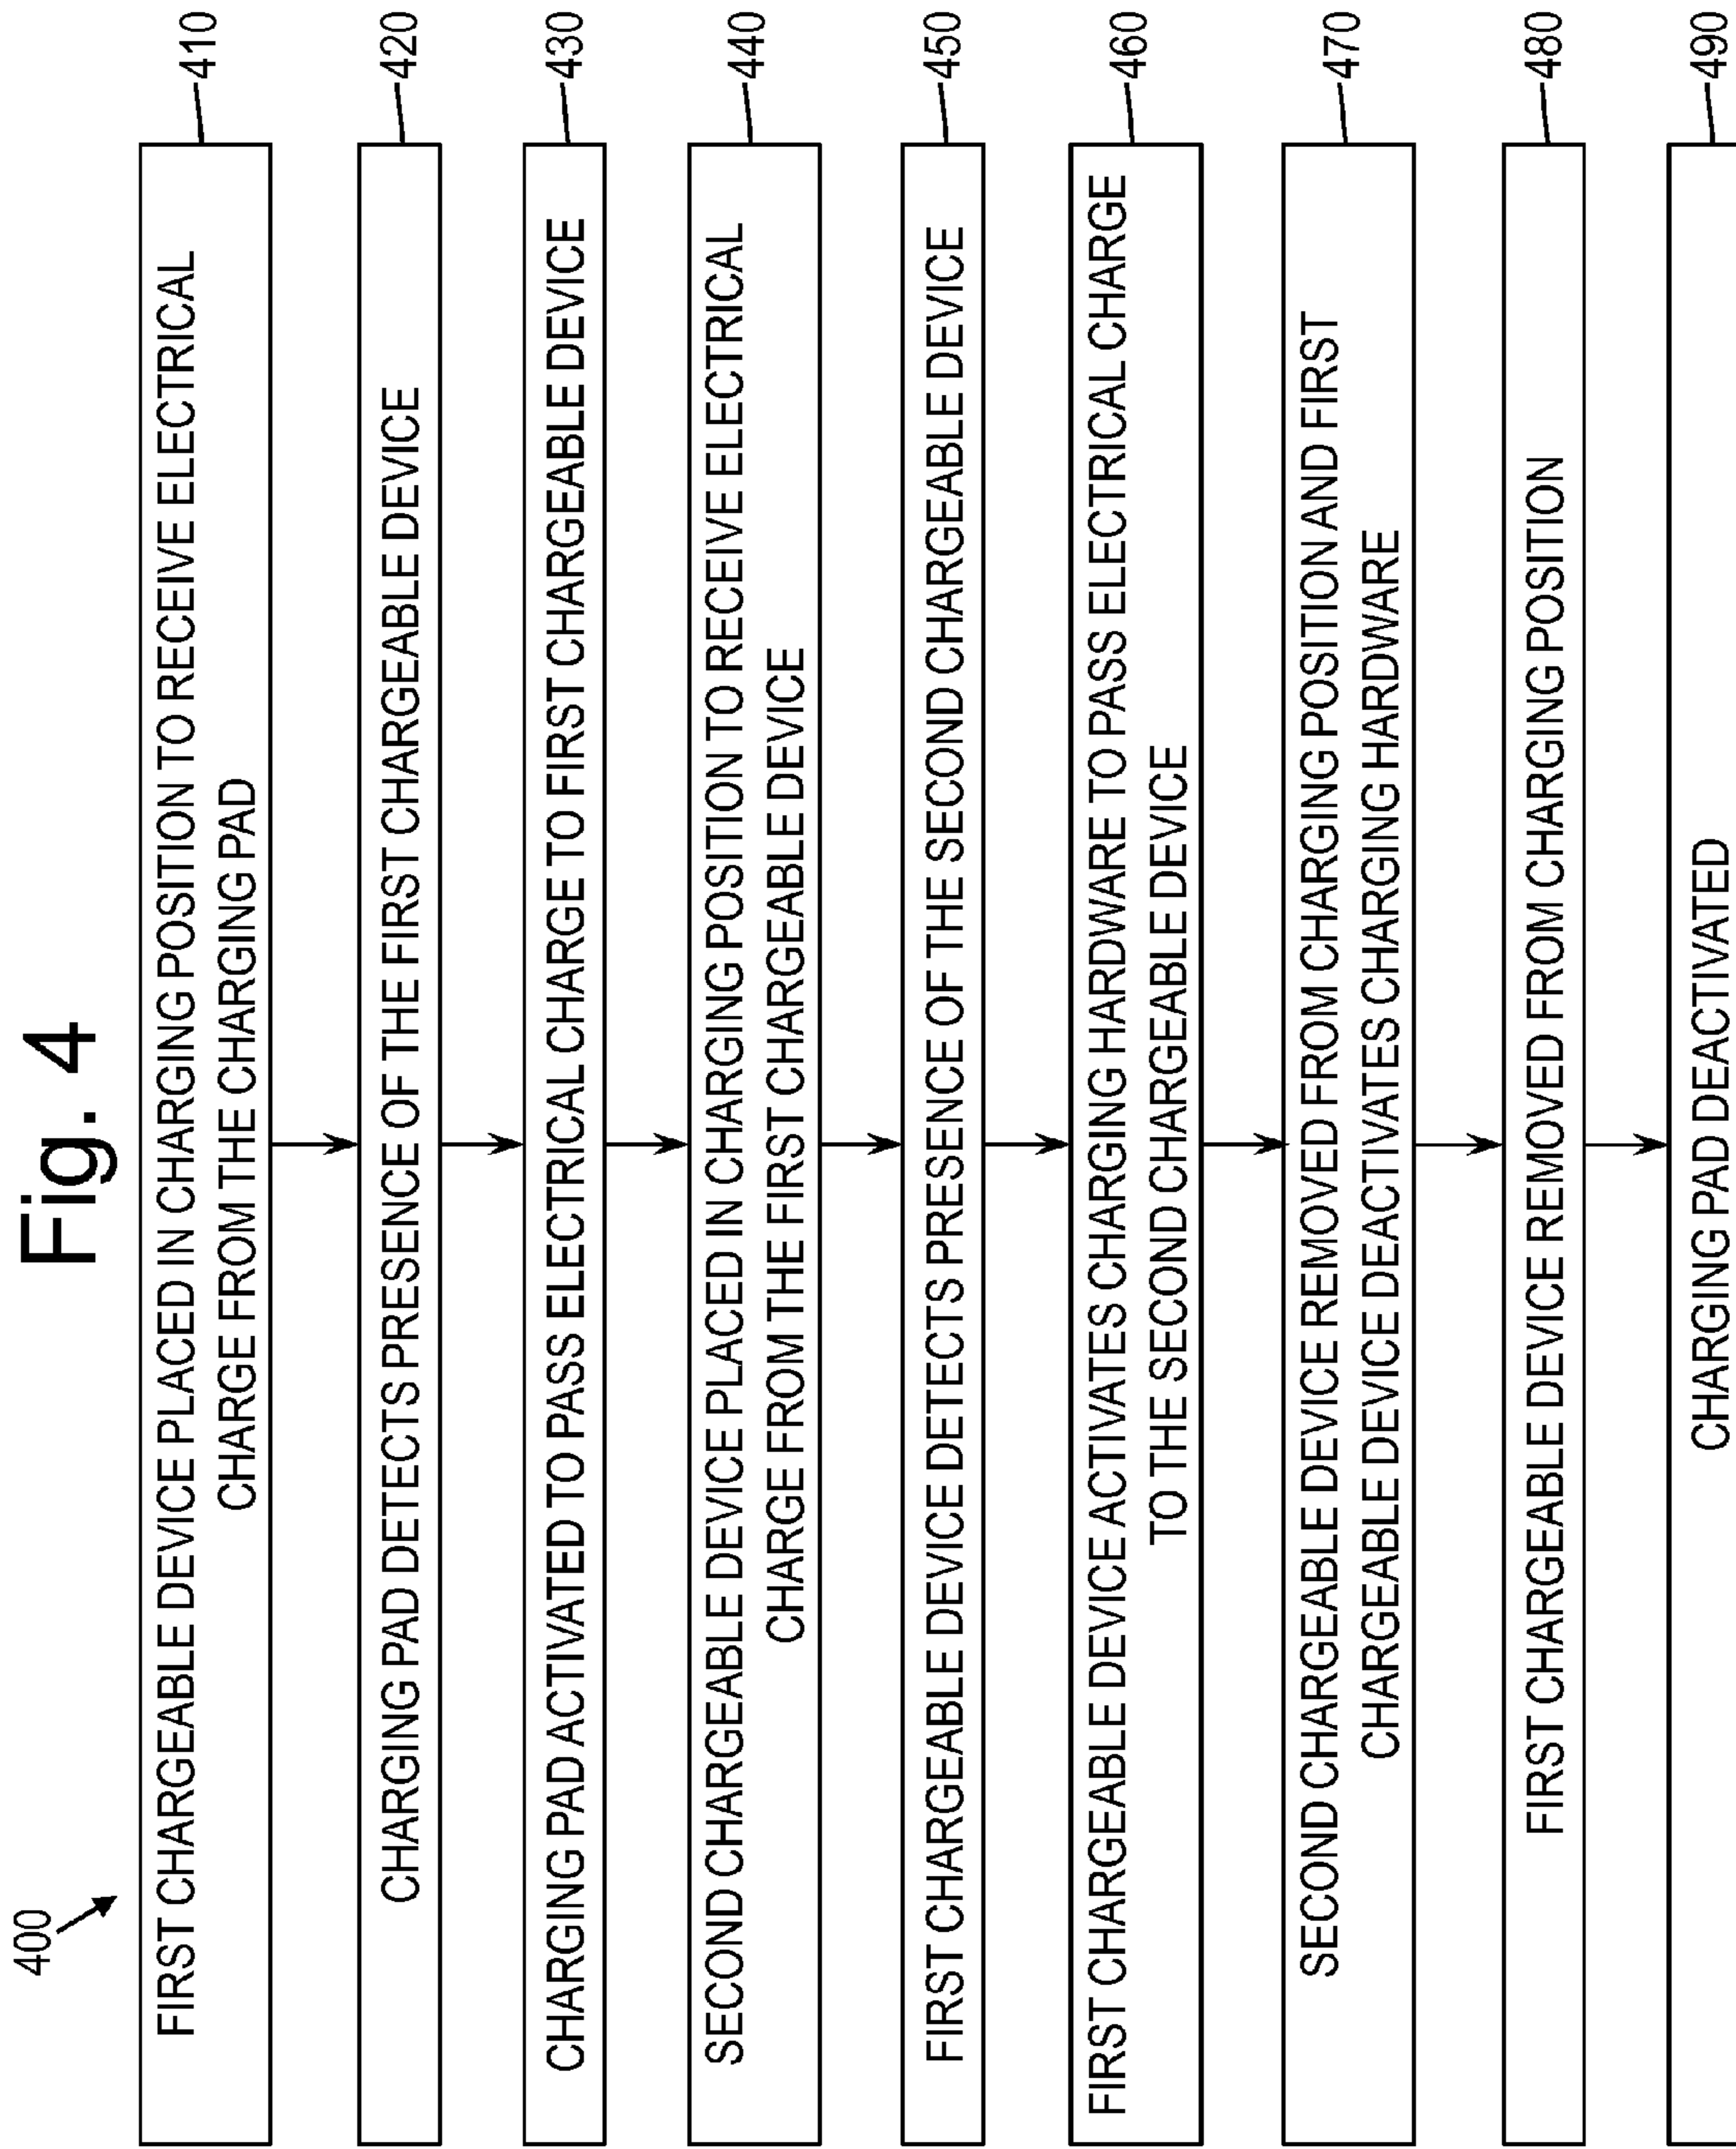 Fig. 4
400
FIRST CHARGEABLE DEVICE PLACED IN CHARGING POSITION TO RECEIVE ELECTRICAL
CHARGE FROM THE CHARGING PAD
410
CHARGING PAD DETECTS PRESENCE OF THE FIRST CHARGEABLE DEVICE
420
CHARGING PAD ACTIVATED TO PASS ELECTRICAL CHARGE TO FIRST CHARGEABLE DEVICE
430
SECOND CHARGEABLE DEVICE PLACED IN CHARGING POSITION TO RECEIVE ELECTRICAL
CHARGE FROM THE FIRST CHARGEABLE DEVICE
440
FIRST CHARGEABLE DEVICE DETECTS PRESENCE OF THE SECOND CHARGEABLE DEVICE
450
FIRST CHARGEABLE DEVICE ACTIVATES CHARGING HARDWARE TO PASS ELECTRICAL CHARGE
TO THE SECOND CHARGEABLE DEVICE
460
SECOND CHARGEABLE DEVICE REMOVED FROM CHARGING POSITION AND FIRST
CHARGEABLE DEVICE DEACTIVATES CHARGING HARDWARE
470
FIRST CHARGEABLE DEVICE REMOVED FROM CHARGING POSITION
480
CHARGING PAD DEACTIVATED
490